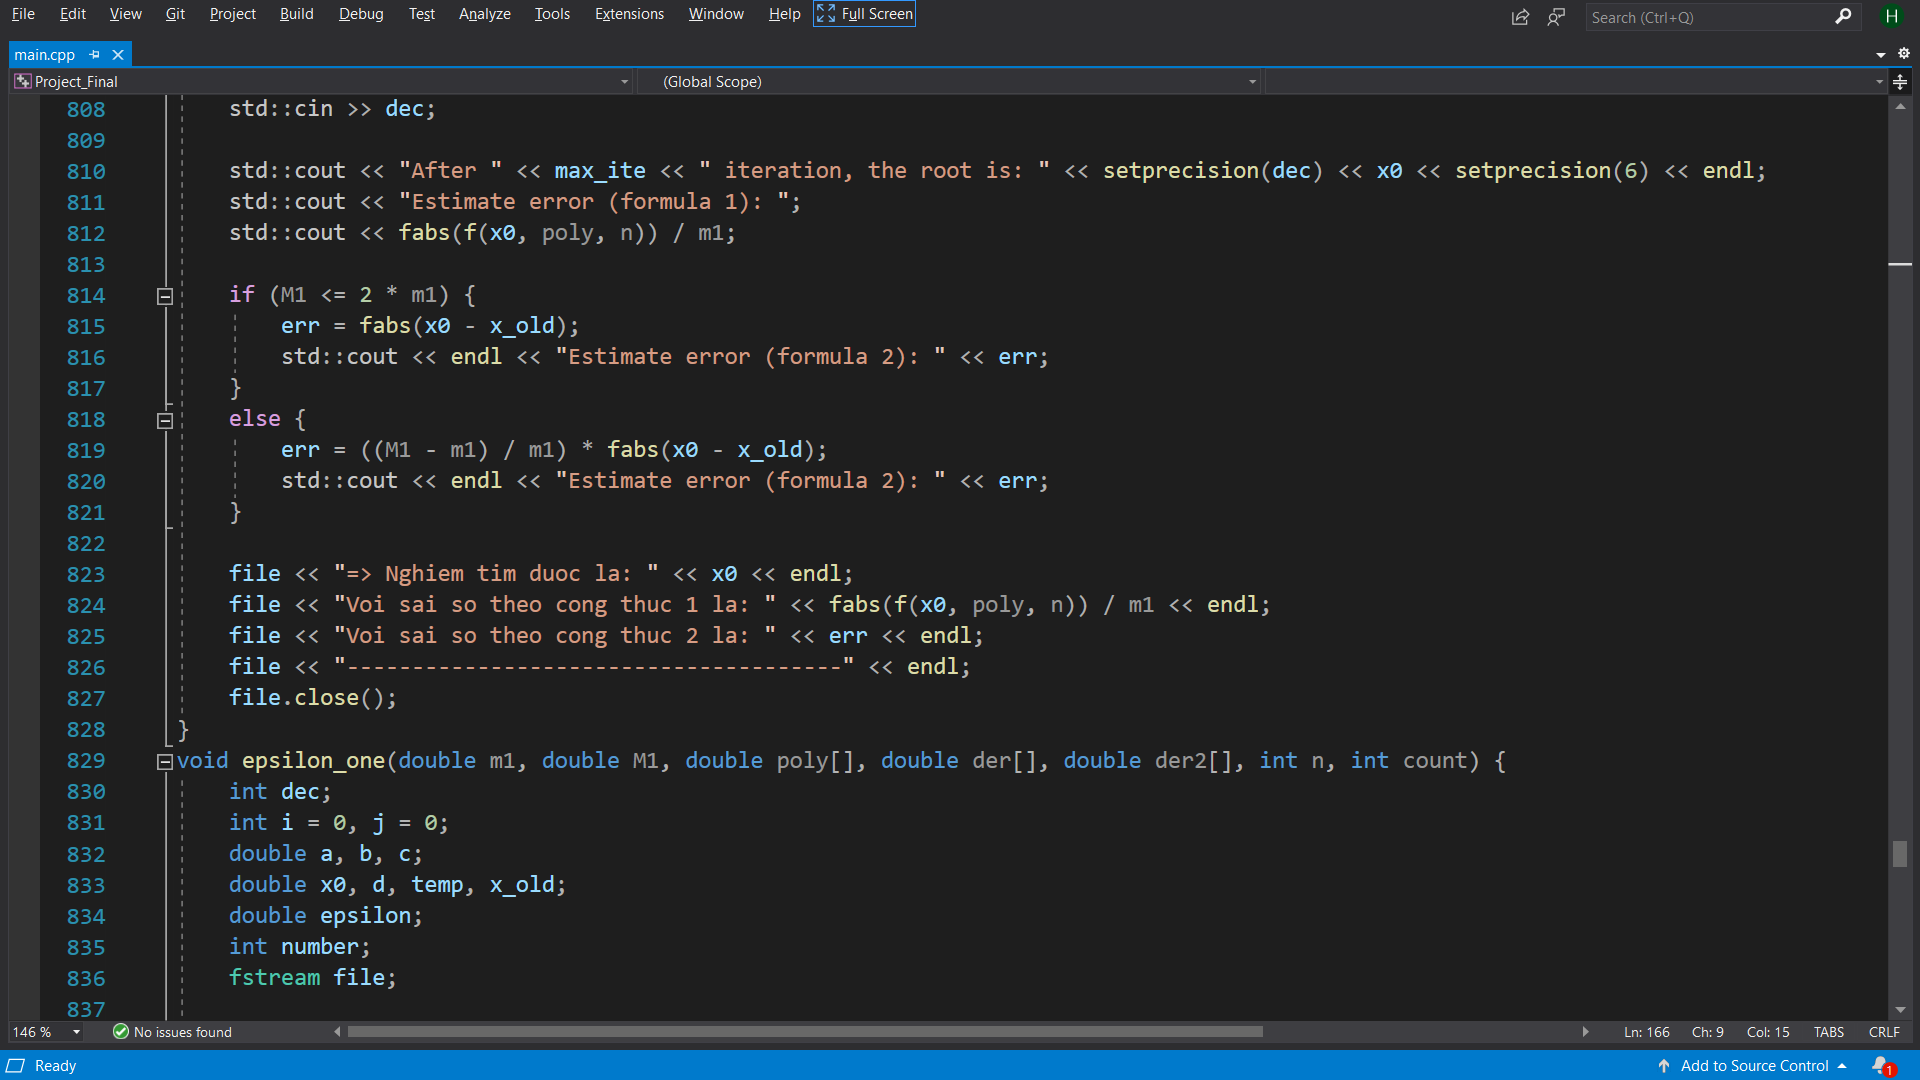 File Edit View Git Project Build Debug Test Analyze Tools Extensions Window Help Full Screen Search (Ctrl+Q) H
main.cpp
Project_Final (Global Scope)
808 std::cin >> dec;
809
810 std::cout << "After " << max_ite << " iteration, the root is: " << setprecision(dec) << x0 << setprecision(6) << endl;
811 std::cout << "Estimate error (formula 1): ";
812 std::cout << fabs(f(x0, poly, n)) / m1;
813
814 if (M1 <= 2 * m1) {
815 err = fabs(x0 - x_old);
816 std::cout << endl << "Estimate error (formula 2): " << err;
817 }
818 else {
819 err = ((M1 - m1) / m1) * fabs(x0 - x_old);
820 std::cout << endl << "Estimate error (formula 2): " << err;
821 }
822
823 file << "=> Nghiem tim duoc la: " << x0 << endl;
824 file << "Voi sai so theo cong thuc 1 la: " << fabs(f(x0, poly, n)) / m1 << endl;
825 file << "Voi sai so theo cong thuc 2 la: " << err << endl;
826 file << "--------------------------------------" << endl;
827 file.close();
828 }
829 void epsilon_one(double m1, double M1, double poly[], double der[], double der2[], int n, int count) {
830 int dec;
831 int i = 0, j = 0;
832 double a, b, c;
833 double x0, d, temp, x_old;
834 double epsilon;
835 int number;
836 fstream file;
837
146 % No issues found Ln: 166 Ch: 9 Col: 15 TABS CRLF
Ready Add to Source Control 1